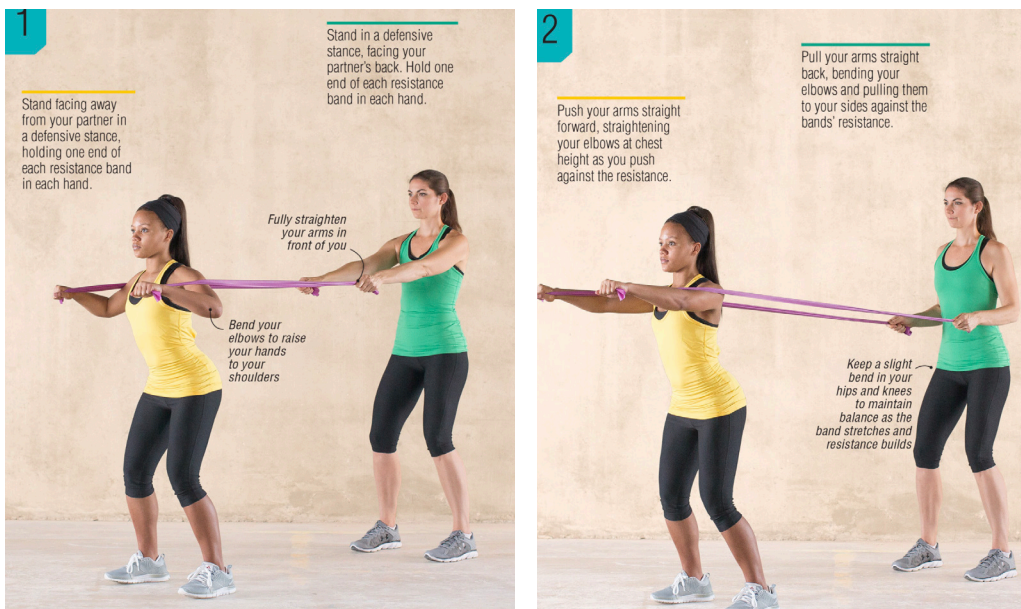 1
Stand facing away
from your partner in
a defensive stance,
holding one end of
each resistance band
in each hand.
Stand in a defensive
stance, facing your
partner's back. Hold one
end of each resistance
band in each hand.
Fully straighten
your arms in
front of you
Bend your
elbows to raise
your hands
to your
shoulders
2
Push your arms straight
forward, straightening
your elbows at chest
height as you push
against the resistance.
Pull your arms straight
back, bending your
elbows and pulling them
to your sides against the
bands' resistance.
Keep a slight
bend in your
hips and knees
to maintain
balance as the
band stretches and
resistance builds